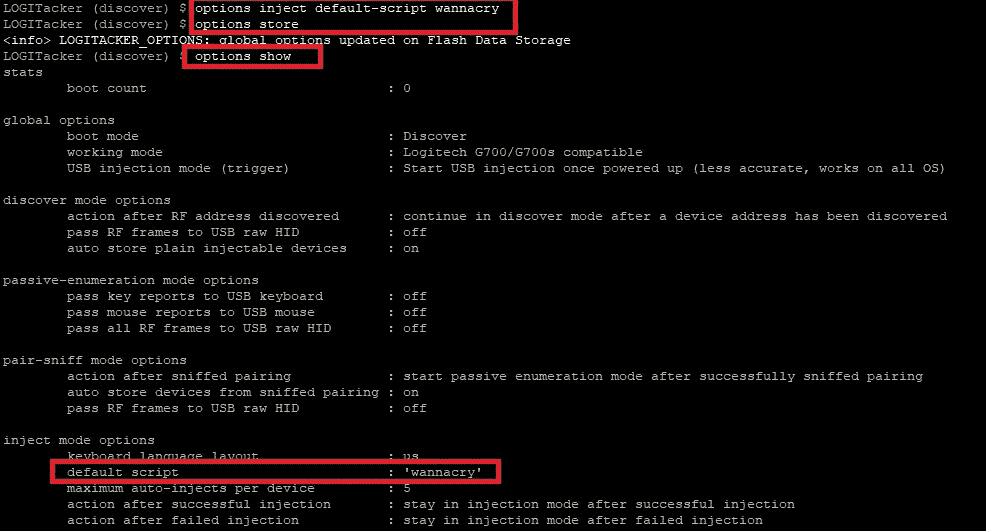 LOGITacker (discover) $ options inject default-script wannacry
LOGITacker (discover) $ options store
<info> LOGITACKER_OPTIONS: global options updated on Flash Data Storage
LOGITacker (discover) $ options show
stats
boot count : 0
global options
boot mode : Discover
working mode : Logitech G700/G700s compatible
USB injection mode (trigger) : Start USB injection once powered up (less accurate, works on all OS)
discover mode options
action after RF address discovered : continue in discover mode after a device address has been discovered
pass RF frames to USB raw HID : off
auto store plain injectable devices : on
passive-enumeration mode options
pass key reports to USB keyboard : off
pass mouse reports to USB mouse : off
pass all RF frames to USB raw HID : off
pair-sniff mode options
action after sniffed pairing : start passive enumeration mode after successfully sniffed pairing
auto store devices from sniffed pairing : on
pass RF frames to USB raw HID : off
inject mode options
keyboard language layout : us
default script : 'wannacry'
maximum auto-injects per device : 5
action after successful injection : stay in injection mode after successful injection
action after failed injection : stay in injection mode after failed injection